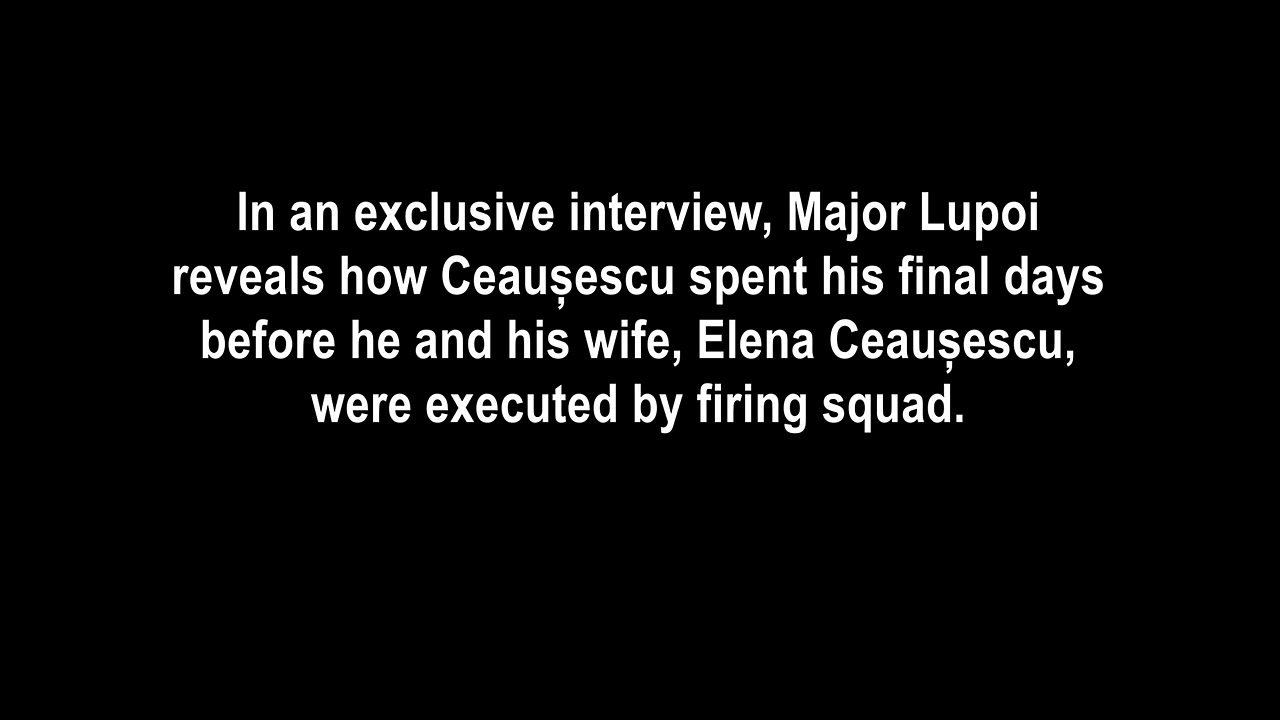 In an exclusive interview, Major Lupoi
reveals how Ceaușescu spent his final days
before he and his wife, Elena Ceaușescu,
were executed by firing squad.